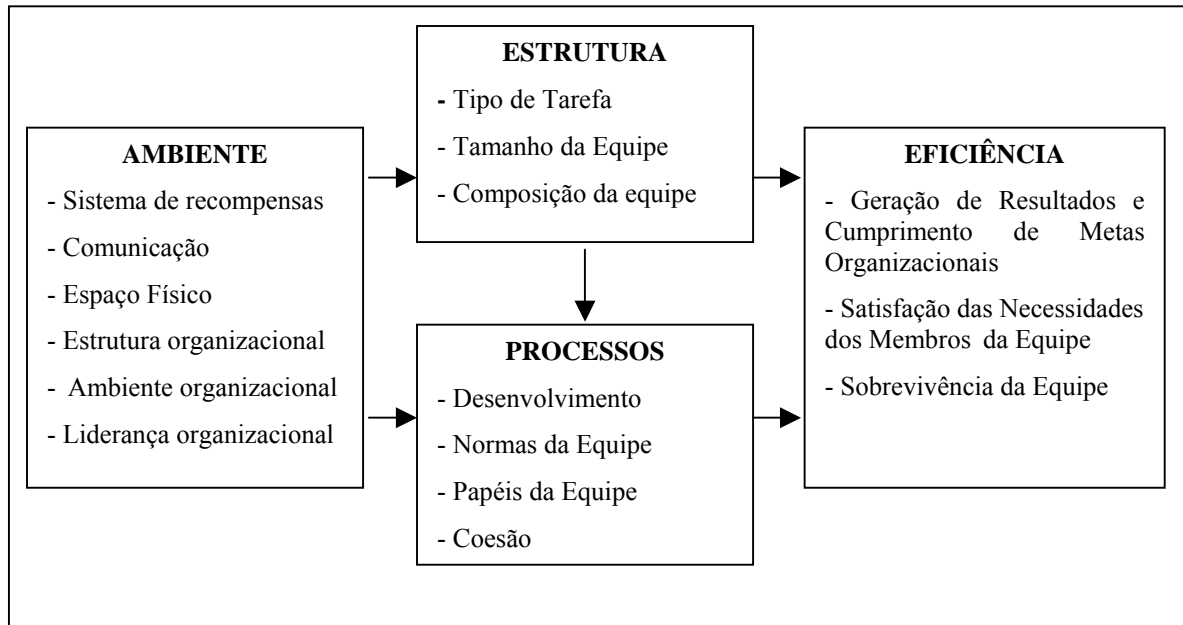 AMBIENTE
- Sistema de recompensas
- Comunicação
- Espaço Físico
- Estrutura organizacional
- Ambiente organizacional
- Liderança organizacional
ESTRUTURA
- Tipo de Tarefa
- Tamanho da Equipe
- Composição da equipe
PROCESSOS
- Desenvolvimento
- Normas da Equipe
- Papéis da Equipe
- Coesão
EFICIÊNCIA
- Geração de Resultados e
Cumprimento de Metas
Organizacionais
- Satisfação das Necessidades
dos Membros da Equipe
- Sobrevivência da Equipe